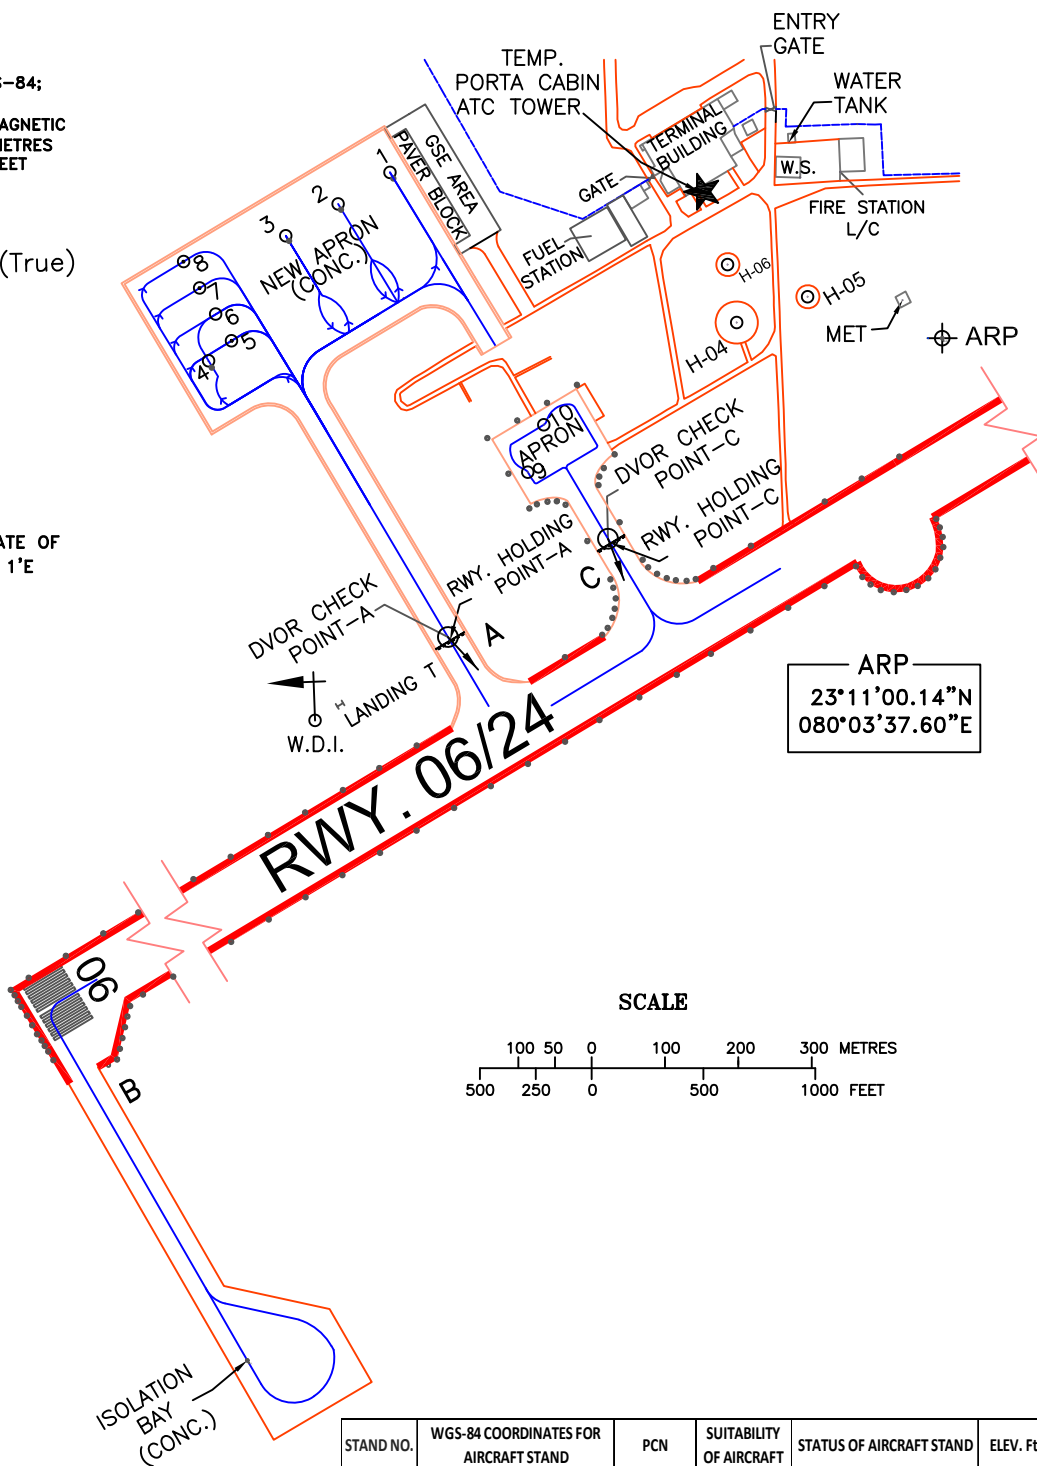 S-84;
AGNETIC
METRES
EET
(True)
ATE OF
1'E
TEMP.
PORTA CABIN
ATC TOWER
ENTRY
GATE
WATER
TANK
TERMINAL
BUILDING
W.S.
FIRE STATION
L/C
GATE
FUEL
STATION
GSE AREA
PAVER BLOCK
1
2
3
NEW APRON
(CONC.)
8
7
6
5
4
H-06
H-05
H-04
MET
ARP
10
APRON
9
DVOR CHECK
POINT-C
RWY. HOLDING
POINT-C
RWY. HOLDING
POINT-A
C
A
DVOR CHECK
POINT-A
H
LANDING T
W.D.I.
ARP
23°11'00.14"N
080°03'37.60"E
RWY. 06/24
06
B
SCALE
100 50 0 100 200 300 METRES
500 250 0 500 1000 FEET
ISOLATION
BAY
(CONC.)
STAND NO. WGS-84 COORDINATES FOR AIRCRAFT STAND PCN SUITABILITY OF AIRCRAFT STATUS OF AIRCRAFT STAND ELEV. Ft